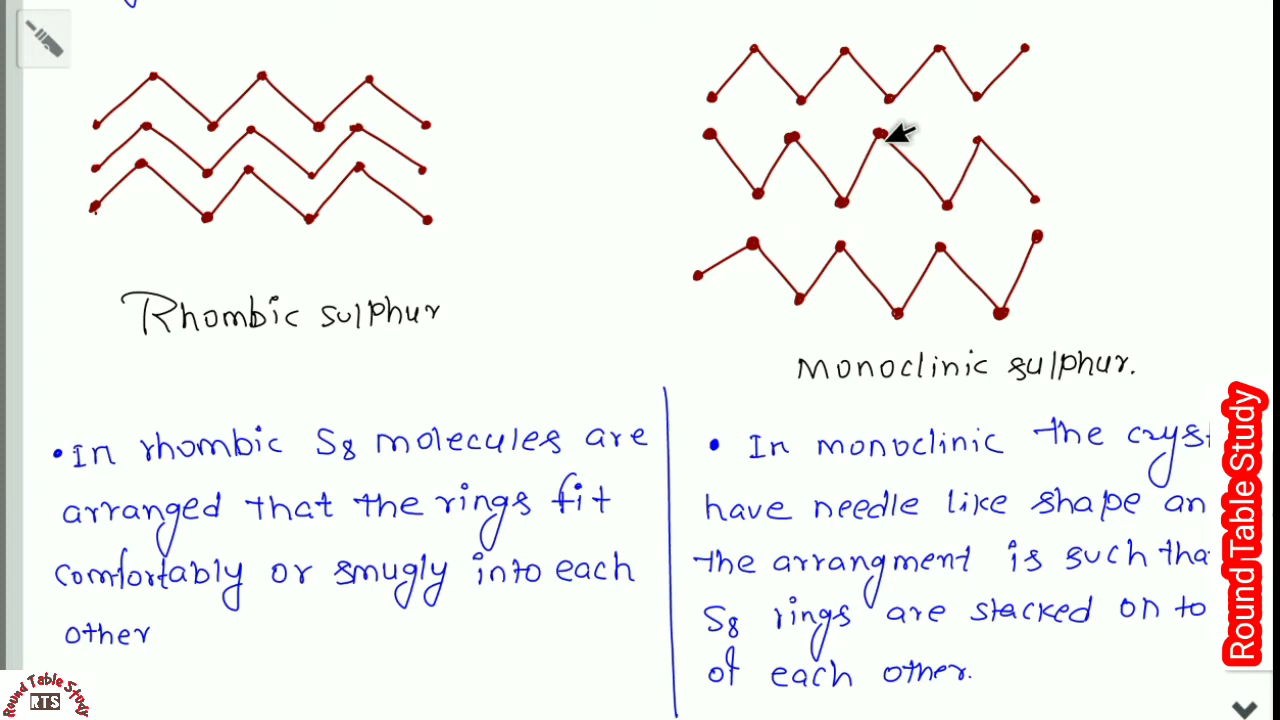 Rhombic sulphur
monoclinic sulphur.
• In rhombic S8 molecules are
arranged that the rings fit
comfortably or smugly into each
other
• In monoclinic the cryst
have needle like shape an
the arrangment is such tha
S8 rings are stacked on to
of each other.
Round Table Study
Round Table Study
RTS